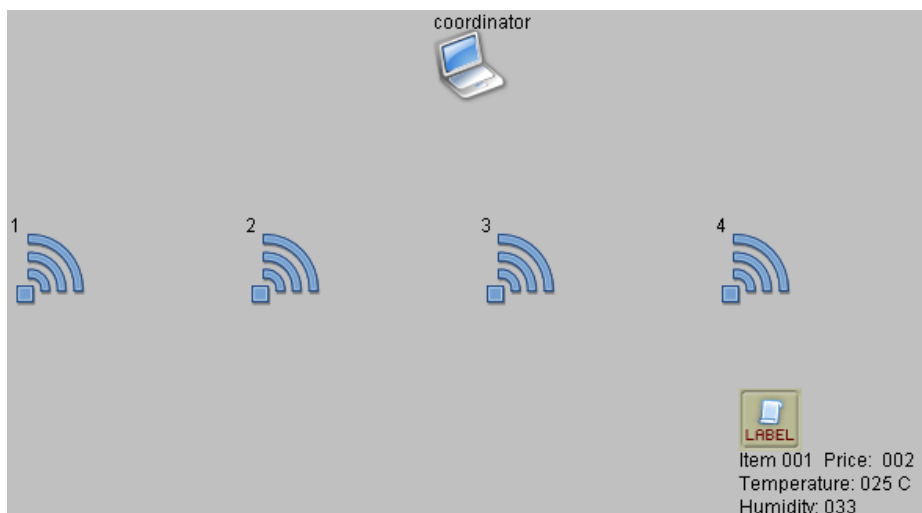 coordinator
1
2
3
4
LABEL
Item 001 Price: 002
Temperature: 025 C
Humidity: 033